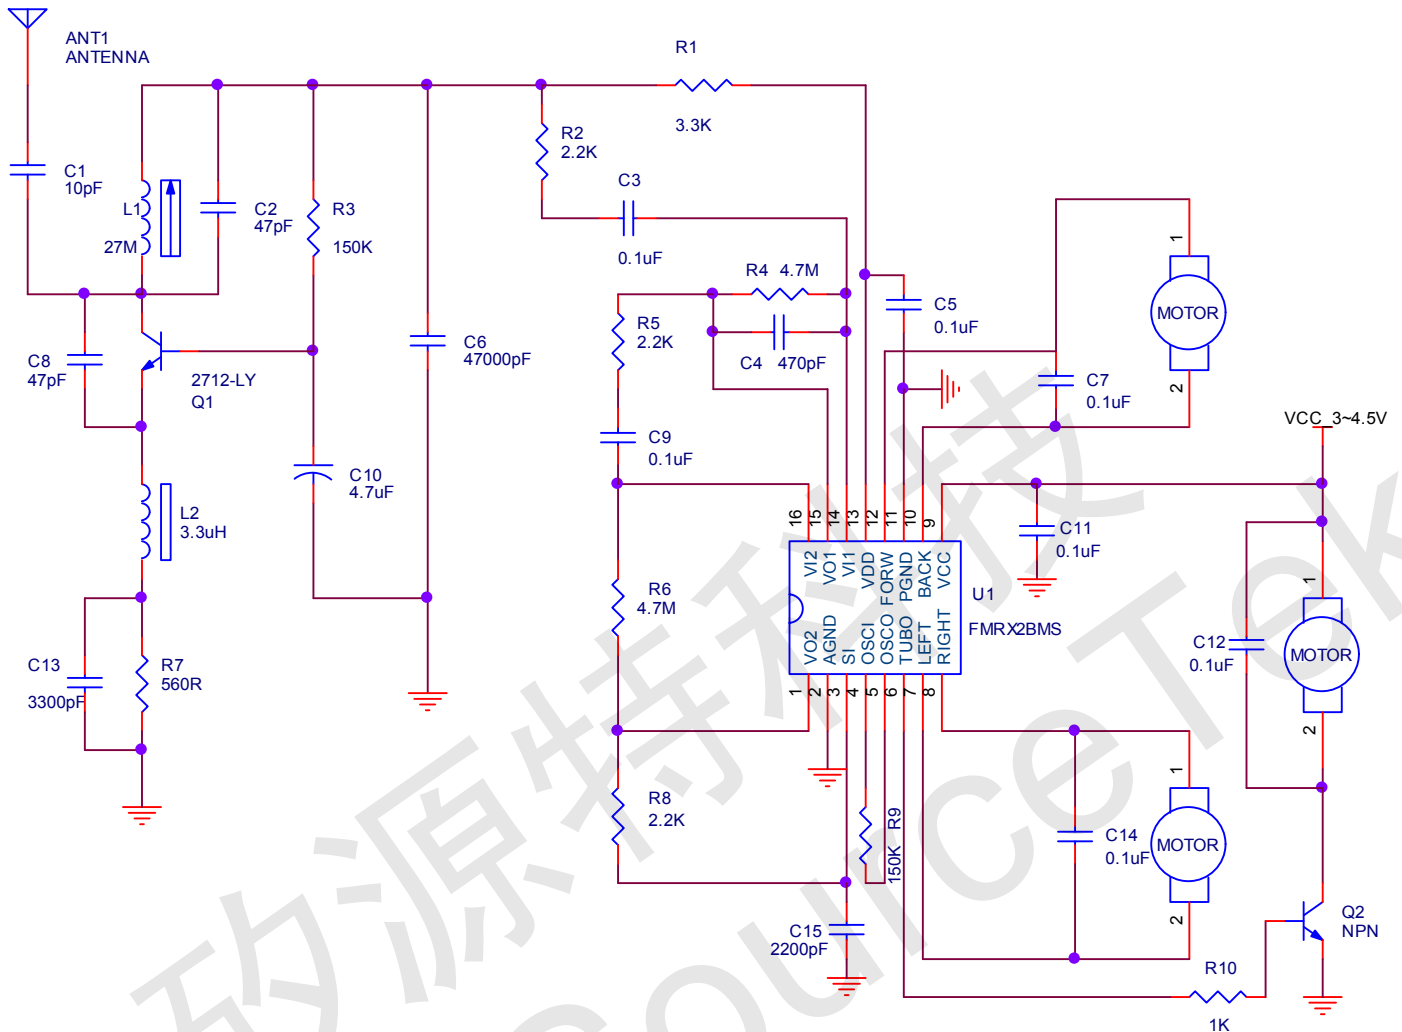 ANT1
ANTENNA
R1
3.3K
R2
2.2K
C3
0.1uF
C1
10pF
L1
27M
C2
47pF
R3
150K
R4 4.7M
C4 470pF
R5
2.2K
C5
0.1uF
MOTOR
1
2
C7
0.1uF
C8
47pF
2712-LY
Q1
C6
47000pF
C9
0.1uF
C10
4.7uF
VCC_3~4.5V
L2
3.3uH
16 15 14 13 12 11 10 9
VI2 VO1 VI1 VDD FORW PGND BACK VCC
VO2 AGND SI OSCI OSCO TUBO LEFT RIGHT
1 2 3 4 5 6 7 8
U1
FMRX2BMS
C11
0.1uF
R6
4.7M
C12
0.1uF
MOTOR
1
2
C13
3300pF
R7
560R
R8
2.2K
150K R9
C14
0.1uF
MOTOR
1
2
C15
2200pF
Q2
NPN
R10
1K
矽源特科技
SourceTek